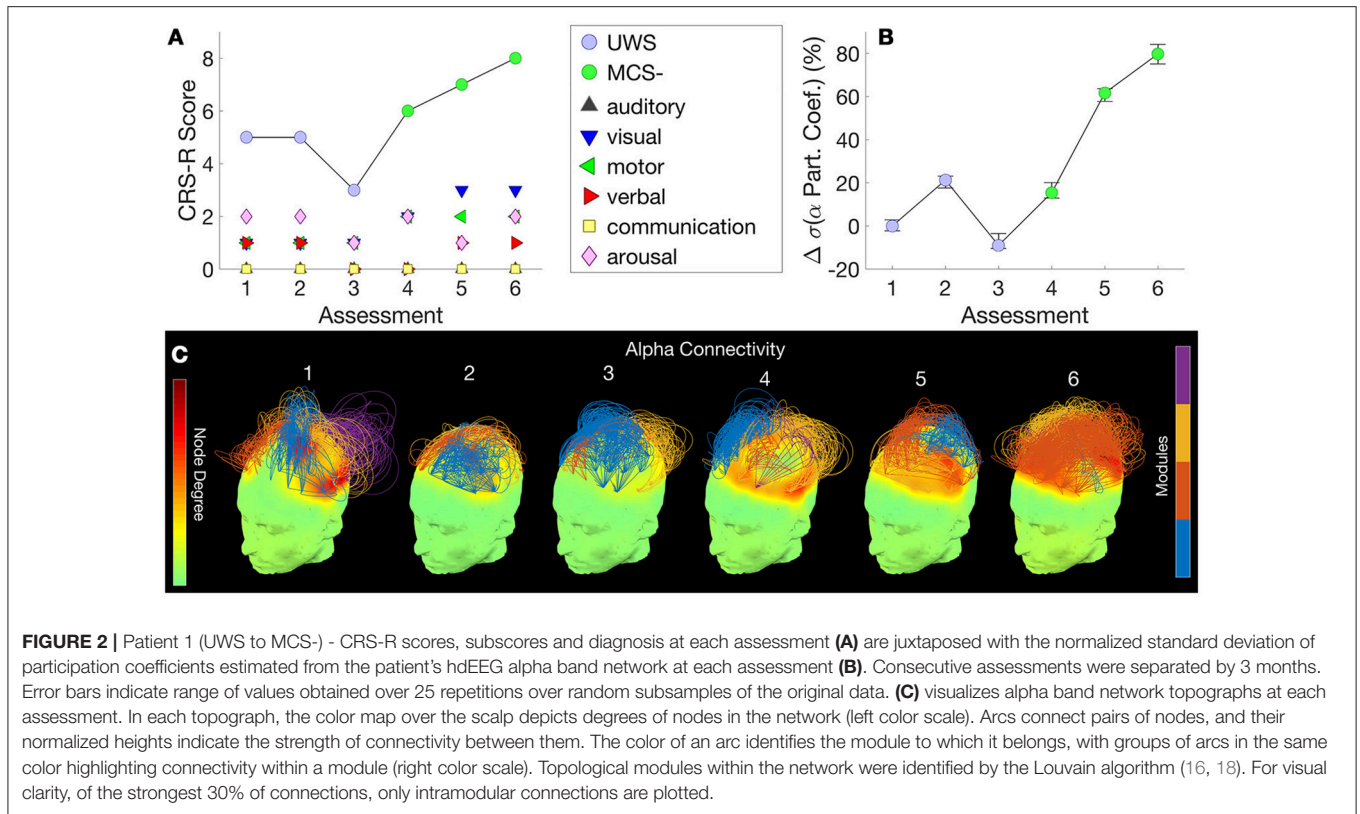 A
CRS-R Score
8
6
4
2
0
1 2 3 4 5 6
Assessment
UWS
MCS-
auditory
visual
motor
verbal
communication
arousal
B
Δ σ(α Part. Coef.) (%)
80
60
40
20
0
-20
1 2 3 4 5 6
Assessment
C
Alpha Connectivity
1 2 3 4 5 6
Node Degree
Modules
FIGURE 2 | Patient 1 (UWS to MCS-) - CRS-R scores, subscores and diagnosis at each assessment (A) are juxtaposed with the normalized standard deviation of
participation coefficients estimated from the patient's hdEEG alpha band network at each assessment (B). Consecutive assessments were separated by 3 months.
Error bars indicate range of values obtained over 25 repetitions over random subsamples of the original data. (C) visualizes alpha band network topographs at each
assessment. In each topograph, the color map over the scalp depicts degrees of nodes in the network (left color scale). Arcs connect pairs of nodes, and their
normalized heights indicate the strength of connectivity between them. The color of an arc identifies the module to which it belongs, with groups of arcs in the same
color highlighting connectivity within a module (right color scale). Topological modules within the network were identified by the Louvain algorithm (16, 18). For visual
clarity, of the strongest 30% of connections, only intramodular connections are plotted.